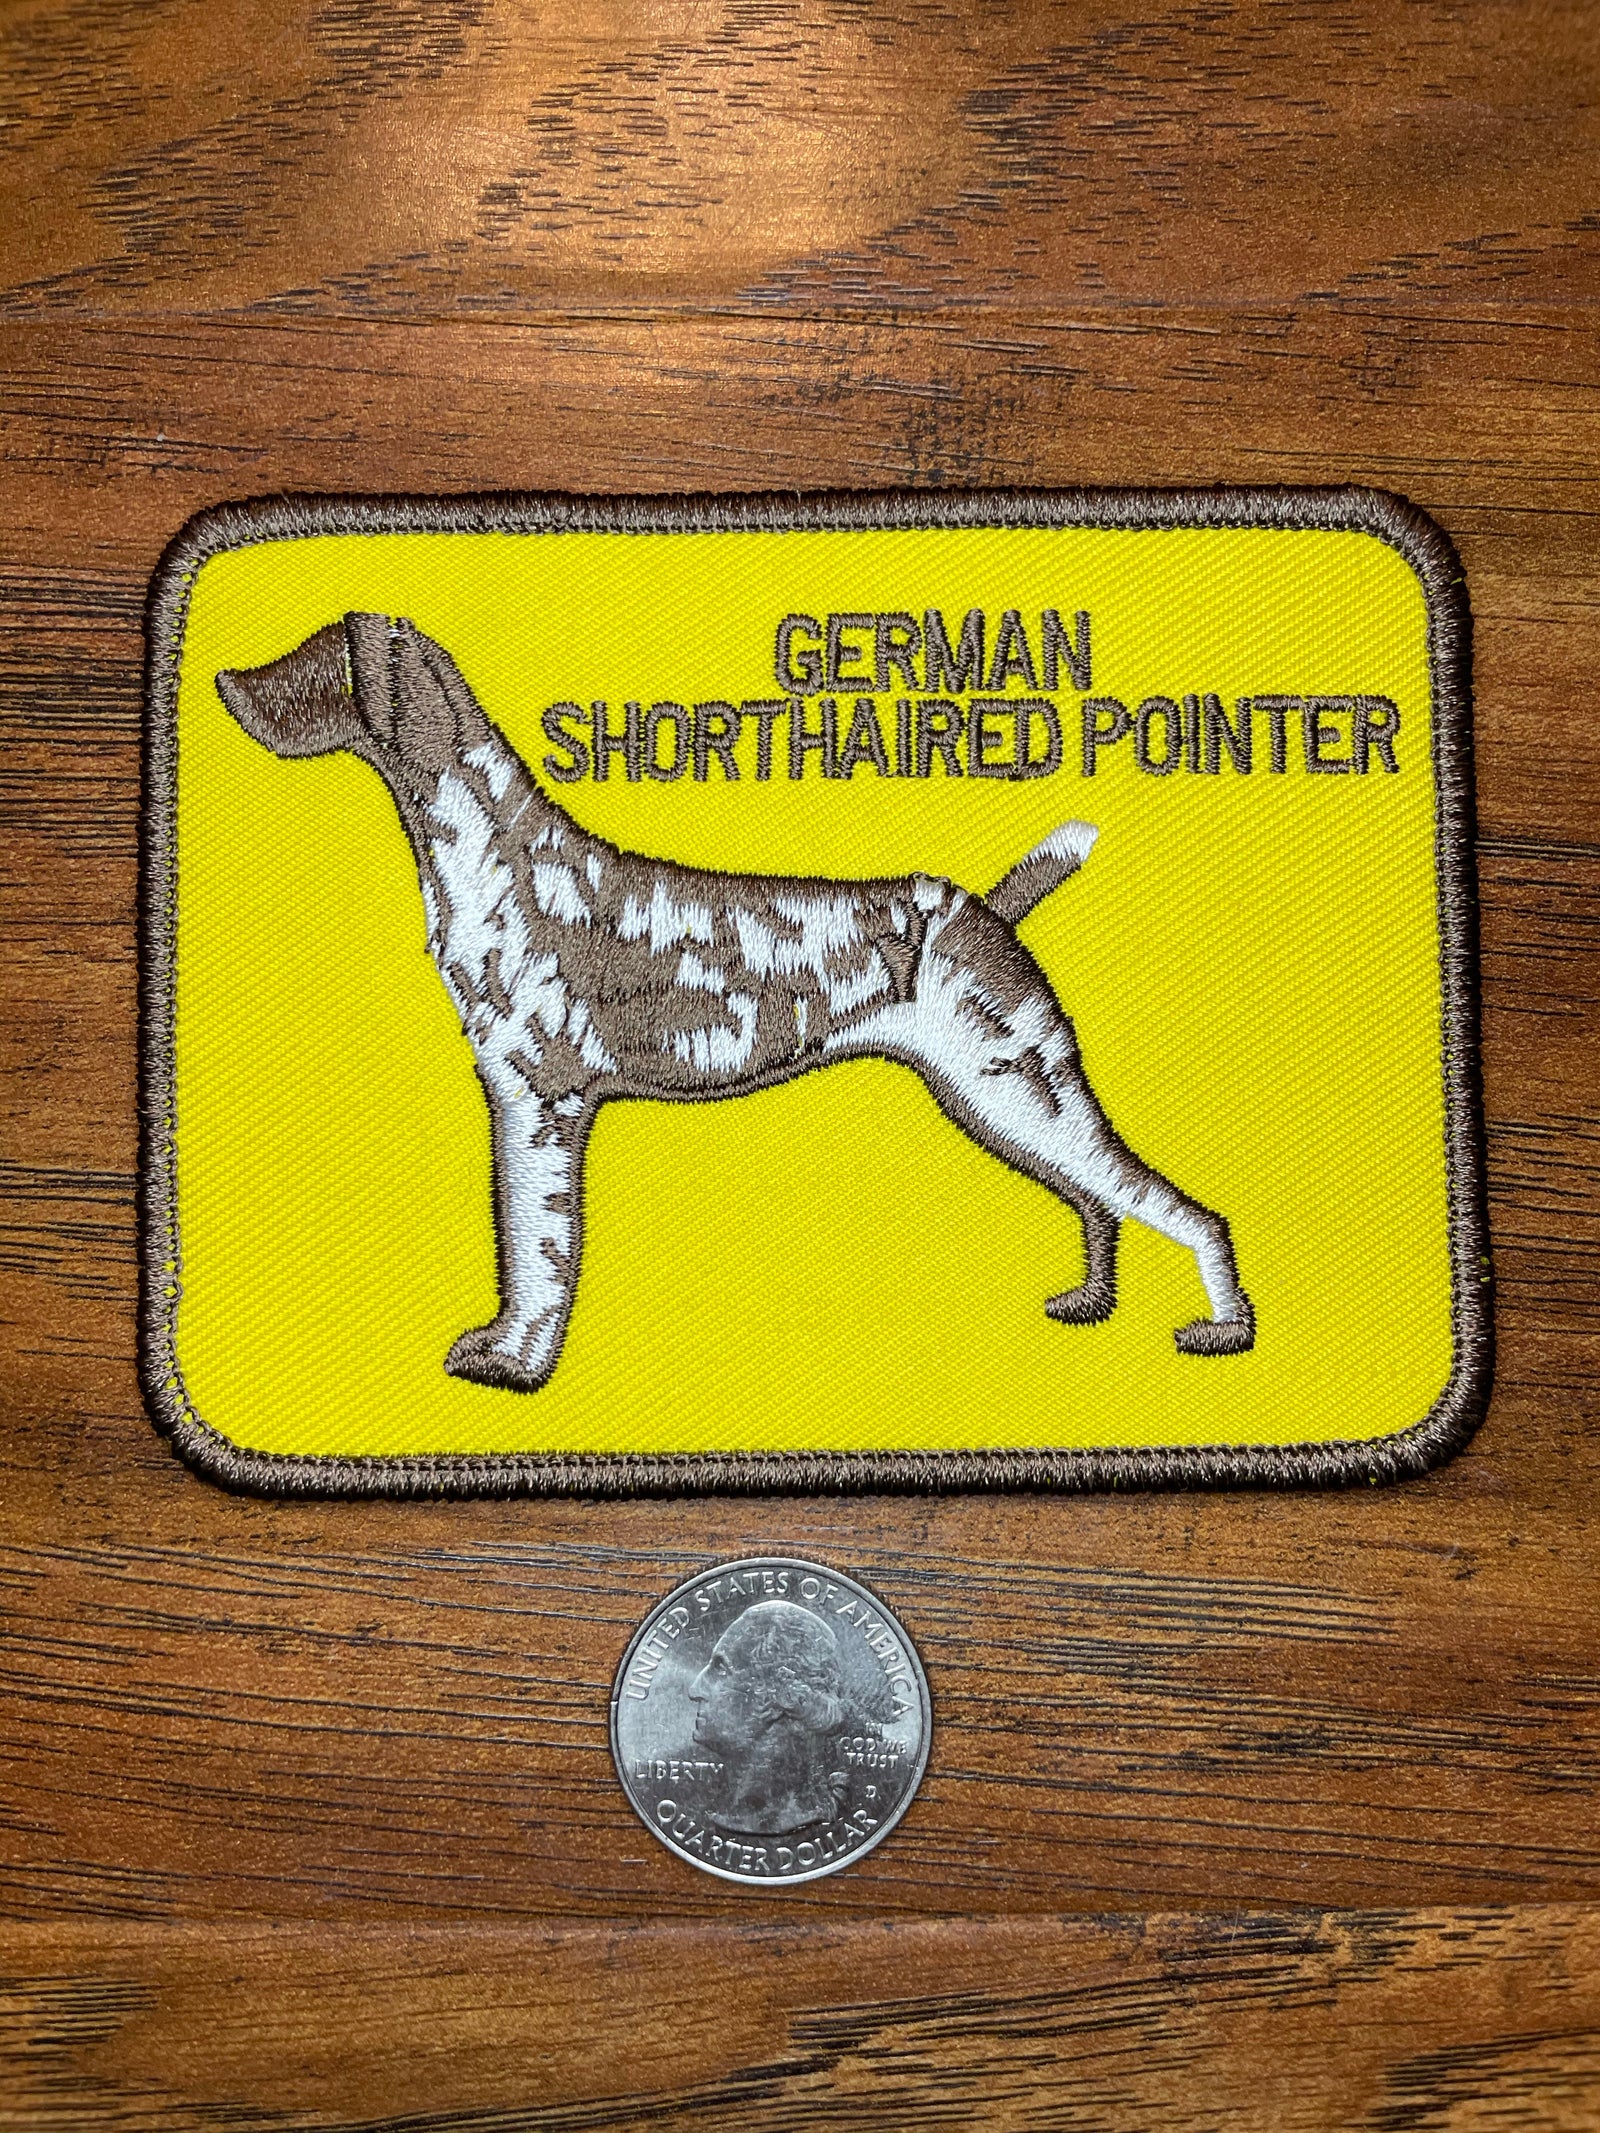 GERMAN
SHORTHAIRED POINTER
UNITED STATES OF AMERICA
IN
GOD WE
TRUST
LIBERTY
D
QUARTER DOLLAR